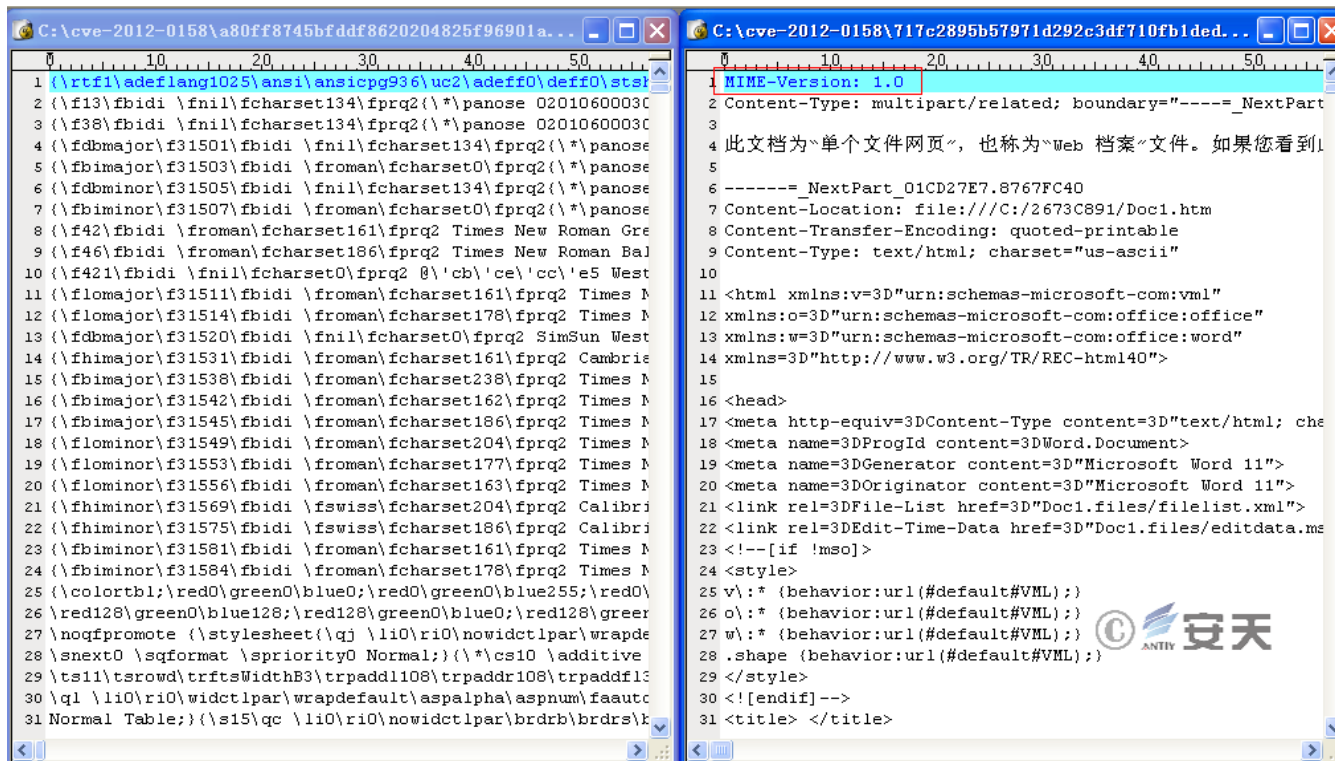 C:\cve-2012-0158\a80ff8745bfddf8620204825f96901a...
0 10 20 30 40 50
1 {\rtf1\adeflang1025\ansi\ansicpg936\uc2\adeff0\deff0\stsh
2 {\f13\fbidi \fnil\fcharset134\fprq2{\*\panose 02010600030
3 {\f38\fbidi \fnil\fcharset134\fprq2{\*\panose 02010600030
4 {\fdbmajor\f31501\fbidi \fnil\fcharset134\fprq2{\*\panose
5 {\fbimajor\f31503\fbidi \froman\fcharset0\fprq2{\*\panose
6 {\fdbminor\f31505\fbidi \fnil\fcharset134\fprq2{\*\panose
7 {\fbiminor\f31507\fbidi \froman\fcharset0\fprq2{\*\panose
8 {\f42\fbidi \froman\fcharset161\fprq2 Times New Roman Gre
9 {\f46\fbidi \froman\fcharset186\fprq2 Times New Roman Bal
10 {\f421\fbidi \fnil\fcharset0\fprq2 @\'cb\'ce\'cc\'e5 West
11 {\flomajor\f31511\fbidi \froman\fcharset161\fprq2 Times N
12 {\flomajor\f31514\fbidi \froman\fcharset178\fprq2 Times N
13 {\fdbmajor\f31520\fbidi \fnil\fcharset0\fprq2 SimSun West
14 {\fhimajor\f31531\fbidi \froman\fcharset161\fprq2 Cambria
15 {\fbimajor\f31538\fbidi \froman\fcharset238\fprq2 Times N
16 {\fbimajor\f31542\fbidi \froman\fcharset162\fprq2 Times N
17 {\fbimajor\f31545\fbidi \froman\fcharset186\fprq2 Times N
18 {\flominor\f31549\fbidi \froman\fcharset204\fprq2 Times N
19 {\flominor\f31553\fbidi \froman\fcharset177\fprq2 Times N
20 {\flominor\f31556\fbidi \froman\fcharset163\fprq2 Times N
21 {\fhiminor\f31569\fbidi \fswiss\fcharset204\fprq2 Calibri
22 {\fhiminor\f31575\fbidi \fswiss\fcharset186\fprq2 Calibri
23 {\fbiminor\f31581\fbidi \froman\fcharset161\fprq2 Times N
24 {\fbiminor\f31584\fbidi \froman\fcharset178\fprq2 Times N
25 {\colortbl;\red0\green0\blue0;\red0\green0\blue255;\red0\
26 \red128\green0\blue128;\red128\green0\blue0;\red128\green
27 \noqfpromote {\stylesheet{\qj \li0\ri0\nowidctlpar\wrapde
28 \snext0 \sqformat \spriority0 Normal;}{\*\cs10 \additive
29 \ts11\tsrowd\trftsWidthB3\trpaddl108\trpaddr108\trpaddfl3
30 \ql \li0\ri0\widctlpar\wrapdefault\aspalpha\aspnum\faauto
31 Normal Table;}{\s15\qc \li0\ri0\nowidctlpar\brdrb\brdrs\b
C:\cve-2012-0158\717c2895b57971d292c3df710fb1ded...
0 10 20 30 40 50
1 MIME-Version: 1.0
2 Content-Type: multipart/related; boundary="----=_NextPart
3
4 此文档为“单个文件网页”，也称为“Web 档案”文件。如果您看到此
5
6 ------=_NextPart_01CD27E7.8767FC40
7 Content-Location: file:///C:/2673C891/Doc1.htm
8 Content-Transfer-Encoding: quoted-printable
9 Content-Type: text/html; charset="us-ascii"
10
11 <html xmlns:v=3D"urn:schemas-microsoft-com:vml"
12 xmlns:o=3D"urn:schemas-microsoft-com:office:office"
13 xmlns:w=3D"urn:schemas-microsoft-com:office:word"
14 xmlns=3D"http://www.w3.org/TR/REC-html40">
15
16 <head>
17 <meta http-equiv=3DContent-Type content=3D"text/html; cha
18 <meta name=3DProgId content=3DWord.Document>
19 <meta name=3DGenerator content=3D"Microsoft Word 11">
20 <meta name=3DOriginator content=3D"Microsoft Word 11">
21 <link rel=3DFile-List href=3D"Doc1.files/filelist.xml">
22 <link rel=3DEdit-Time-Data href=3D"Doc1.files/editdata.ms
23 <!--[if !mso]>
24 <style>
25 v\:* {behavior:url(#default#VML);}
26 o\:* {behavior:url(#default#VML);}
27 w\:* {behavior:url(#default#VML);}
28 .shape {behavior:url(#default#VML);}
29 </style>
30 <![endif]-->
31 <title> </title>
© ANTIY 安天